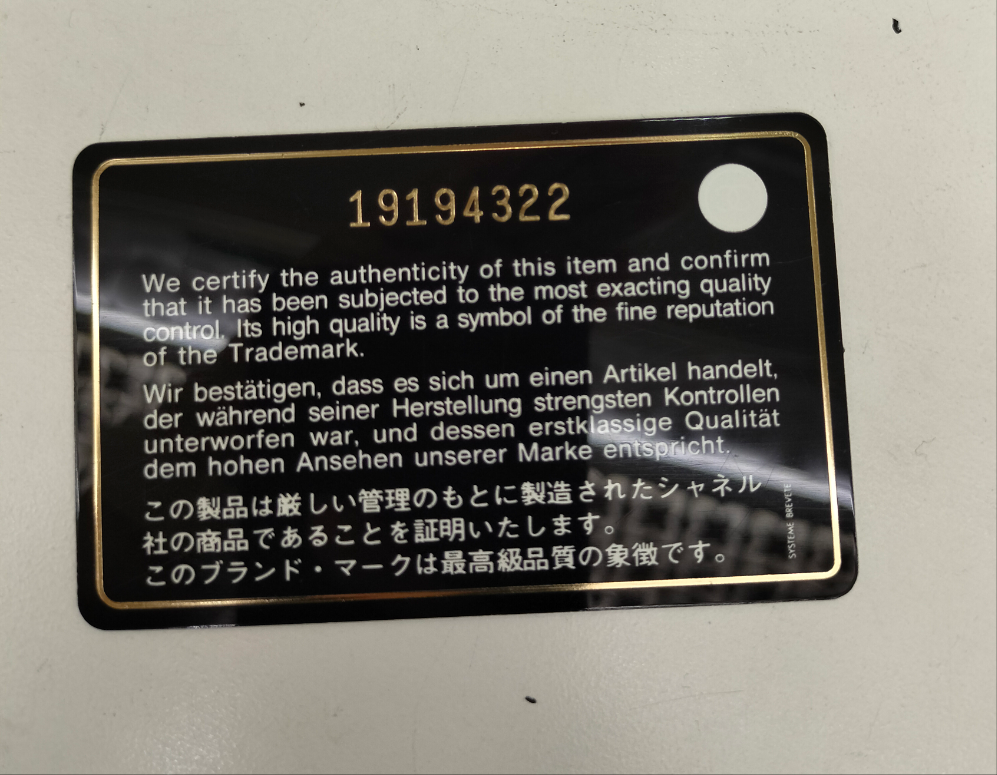 19194322
We certify the authenticity of this item and confirm
that it has been subjected to the most exacting quality
control. Its high quality is a symbol of the fine reputation
of the Trademark.
Wir bestätigen, dass es sich um einen Artikel handelt,
der während seiner Herstellung strengsten Kontrollen
unterworfen war, und dessen erstklassige Qualität
dem hohen Ansehen unserer Marke entspricht.
この製品は厳しい管理のもとに製造されたシャネル
社の商品であることを証明いたします。
このブランド・マークは最高級品質の象徴です。
SYSTEME BREVETE